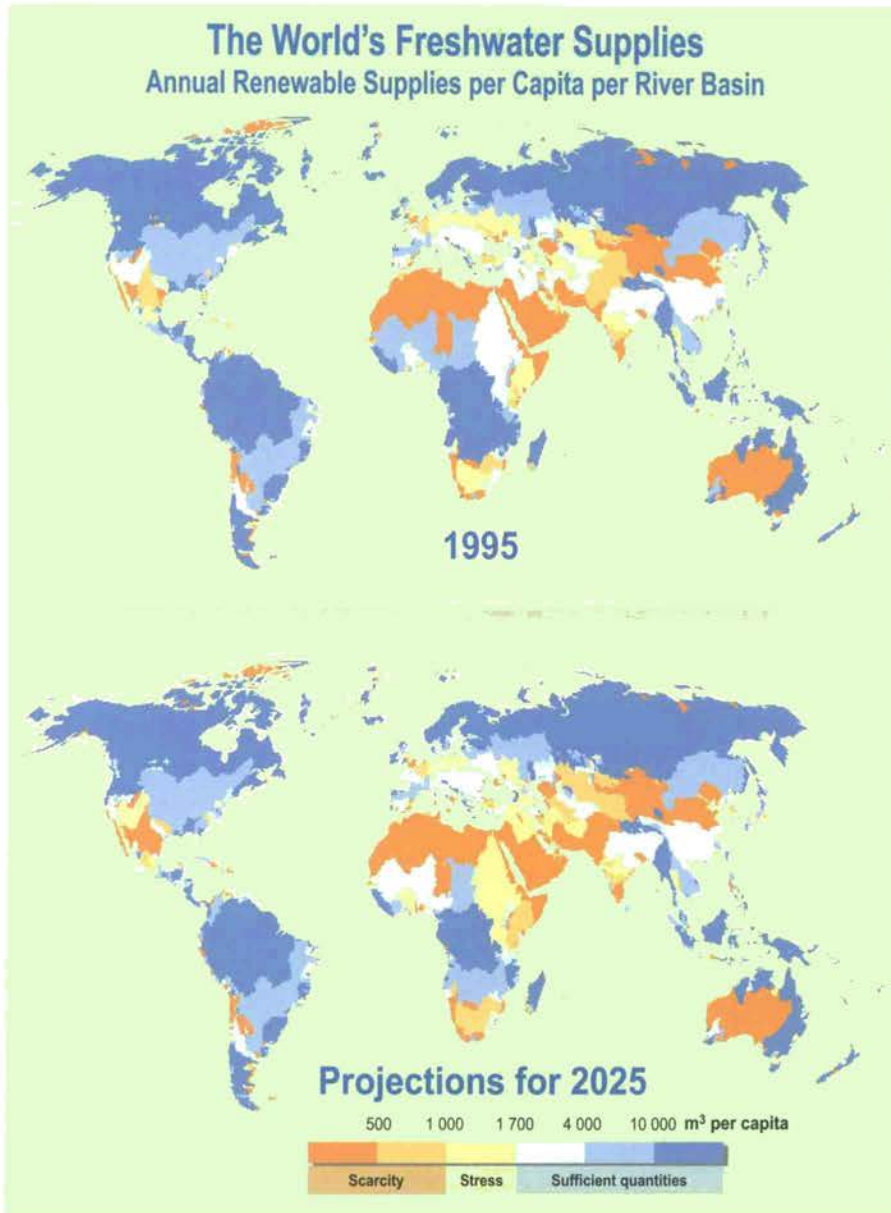 The World's Freshwater Supplies
Annual Renewable Supplies per Capita per River Basin
1995
Projections for 2025
500 1 000 1 700 4 000 10 000 m³ per capita
Scarcity Stress Sufficient quantities